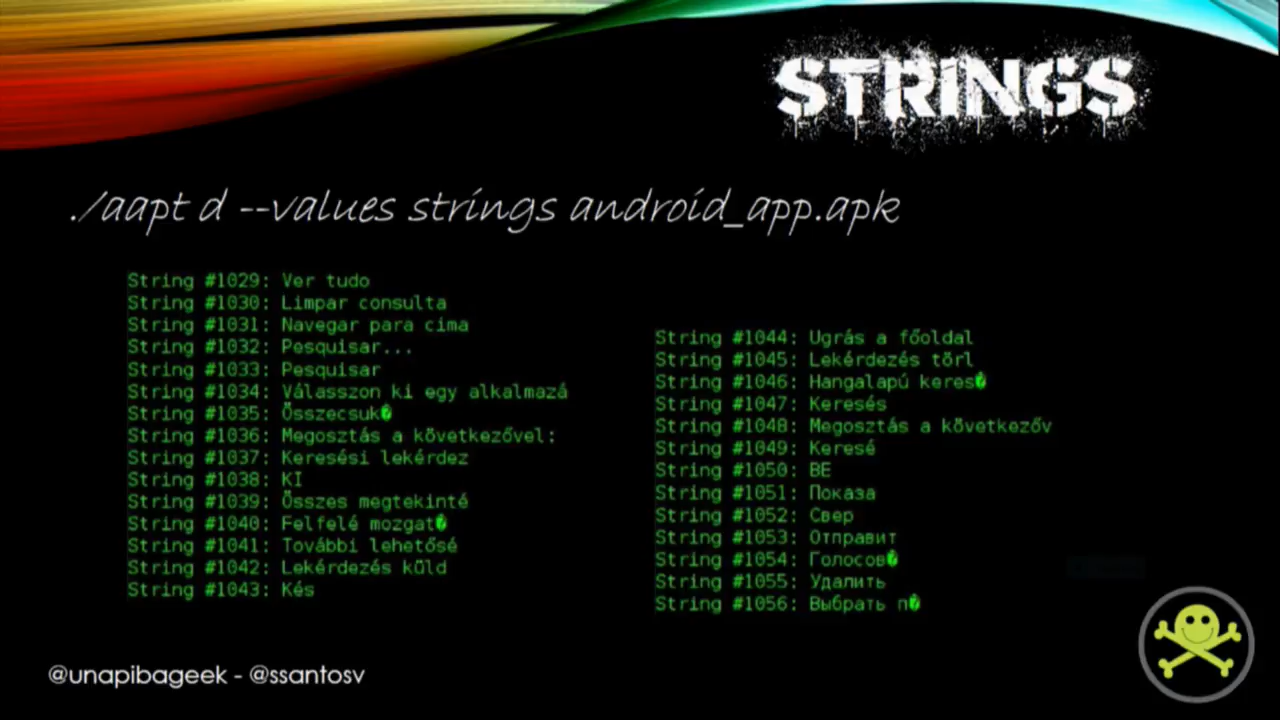 STRINGS
./aapt d --values strings android_app.apk
String #1029: Ver tudo
String #1030: Limpar consulta
String #1031: Navegar para cima
String #1032: Pesquisar...
String #1033: Pesquisar
String #1034: Válasszon ki egy alkalmazá
String #1035: Összecsuk�
String #1036: Megosztás a következővel:
String #1037: Keresési lekérdez
String #1038: KI
String #1039: Összes megtekinté
String #1040: Felfelé mozgat�
String #1041: További lehetősé
String #1042: Lekérdezés küld
String #1043: Kés
String #1044: Ugrás a főoldal
String #1045: Lekérdezés törl
String #1046: Hangalapú keres�
String #1047: Keresés
String #1048: Megosztás a következőv
String #1049: Keresé
String #1050: BE
String #1051: Показа
String #1052: Свер
String #1053: Отправит
String #1054: Голосов�
String #1055: Удалить
String #1056: Выбрать п�
@unapibageek - @ssantosv